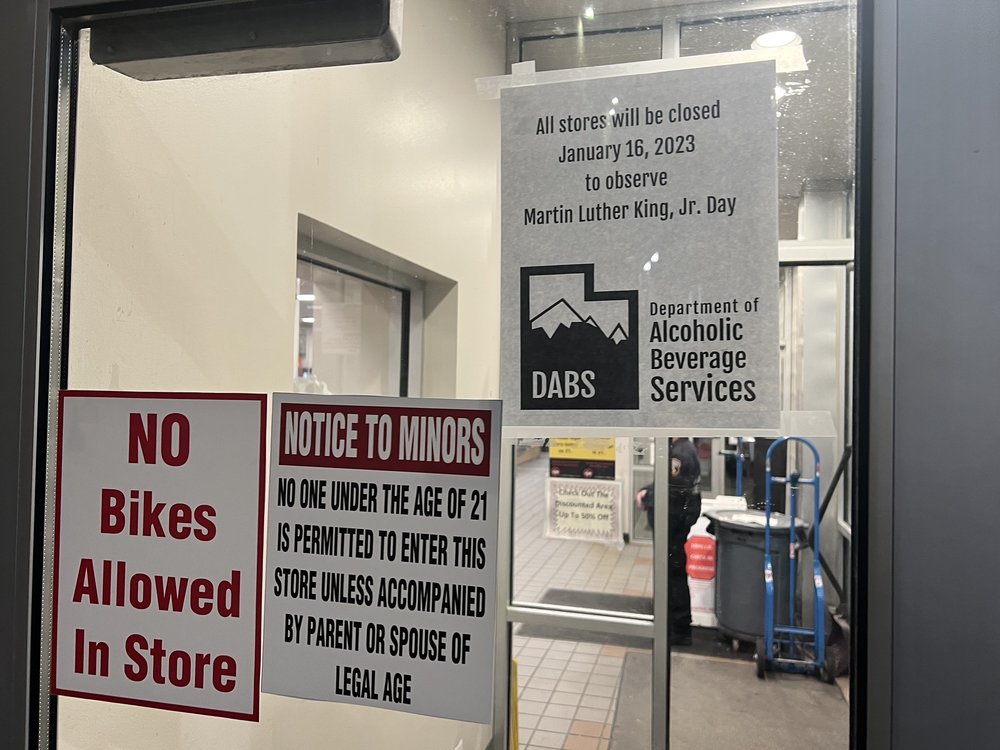 All stores will be closed
January 16, 2023
to observe
Martin Luther King, Jr. Day
DABS
Department of
Alcoholic
Beverage
Services
NO
Bikes
Allowed
In Store
NOTICE TO MINORS
NO ONE UNDER THE AGE OF 21
IS PERMITTED TO ENTER THIS
STORE UNLESS ACCOMPANIED
BY PARENT OR SPOUSE OF
LEGAL AGE
Check Out The
Discounted Area
Up To 50% Off